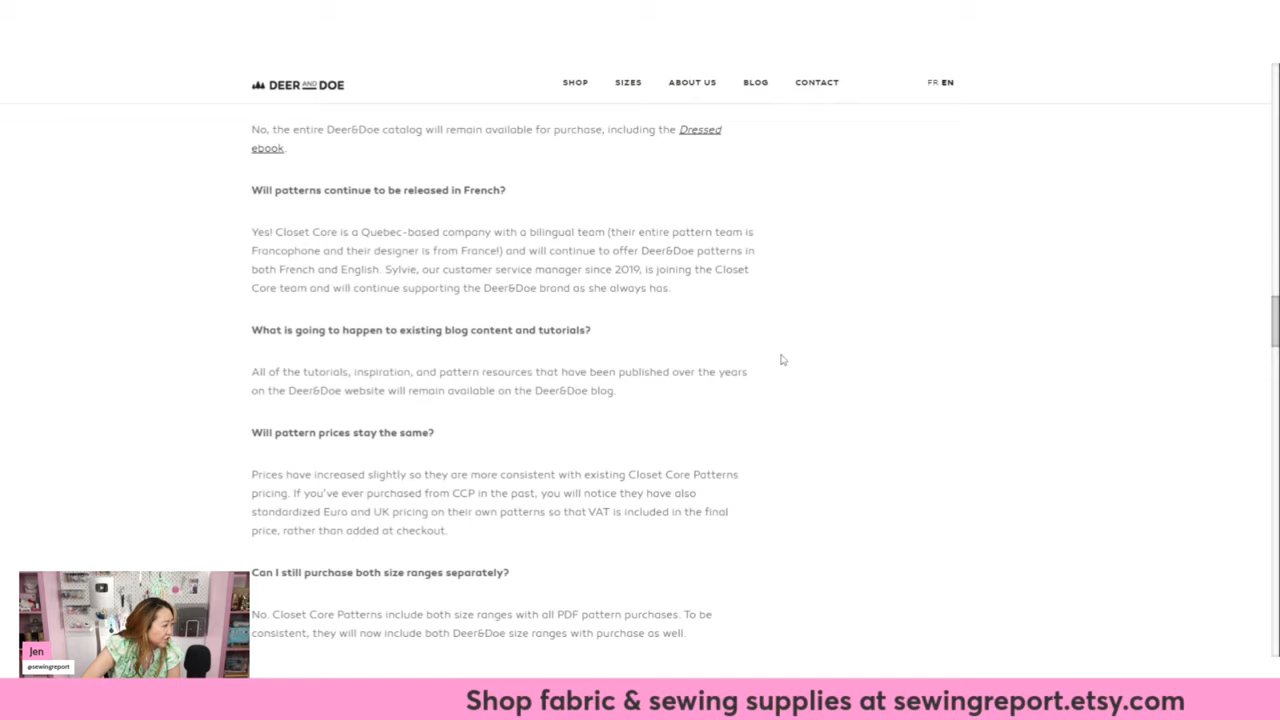 DEER AND DOE
SHOP SIZES ABOUT US BLOG CONTACT FR EN
No, the entire Deer&Doe catalog will remain available for purchase, including the Dressed
ebook.
Will patterns continue to be released in French?
Yes! Closet Core is a Quebec-based company with a bilingual team (their entire pattern team is
Francophone and their designer is from France!) and will continue to offer Deer&Doe patterns in
both French and English. Sylvie, our customer service manager since 2019, is joining the Closet
Core team and will continue supporting the Deer&Doe brand as she always has.
What is going to happen to existing blog content and tutorials?
All of the tutorials, inspiration, and pattern resources that have been published over the years
on the Deer&Doe website will remain available on the Deer&Doe blog.
Will pattern prices stay the same?
Prices have increased slightly so they are more consistent with existing Closet Core Patterns
pricing. If you've ever purchased from CCP in the past, you will notice they have also
standardized Euro and UK pricing on their own patterns so that VAT is included in the final
price, rather than added at checkout.
Can I still purchase both size ranges separately?
No. Closet Core Patterns include both size ranges with all PDF pattern purchases. To be
consistent, they will now include both Deer&Doe size ranges with purchase as well.
Jen
@sewingreport
Shop fabric & sewing supplies at sewingreport.etsy.com